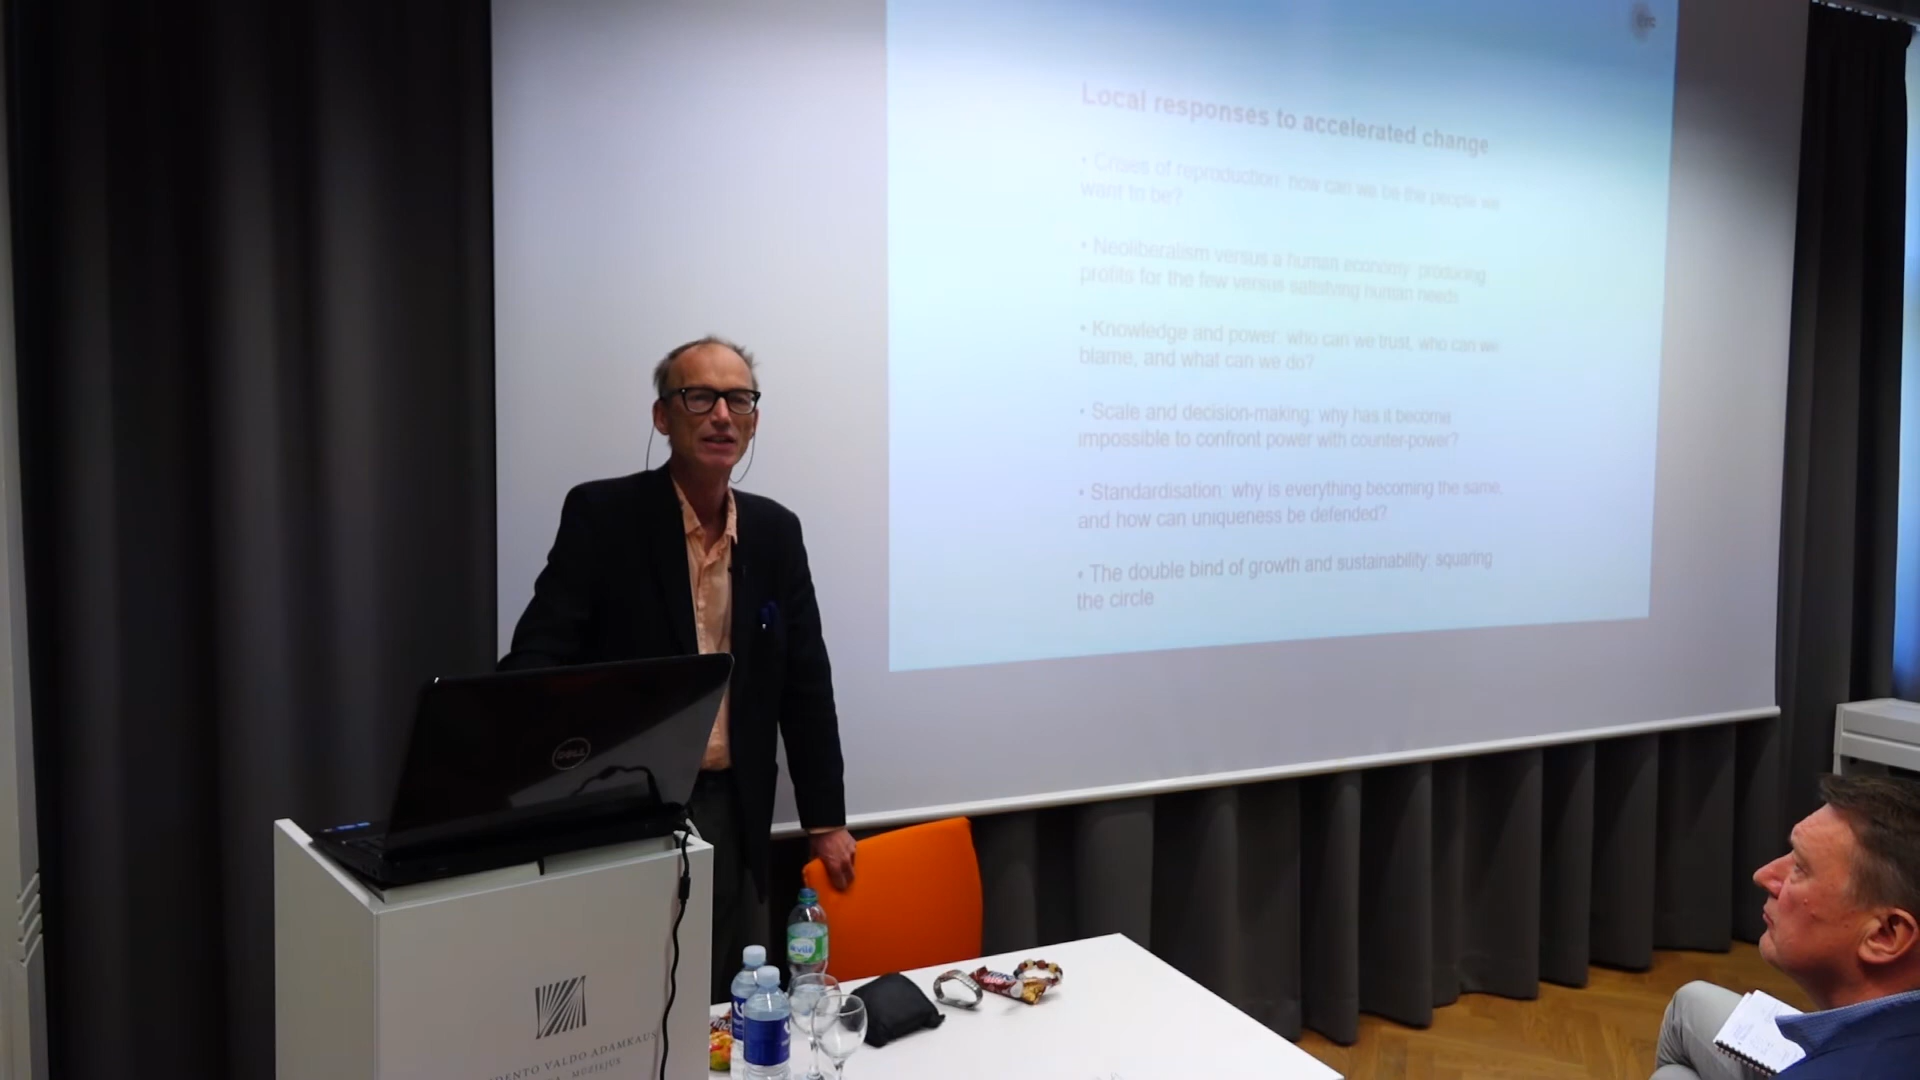 Local responses to accelerated change
• Crises of reproduction: how can we be the people we
want to be?
• Neoliberalism versus a human economy: producing
profits for the few versus satisfying human needs
• Knowledge and power: who can we trust, who can we
blame, and what can we do?
• Scale and decision-making: why has it become
impossible to confront power with counter-power?
• Standardisation: why is everything becoming the same,
and how can uniqueness be defended?
• The double bind of growth and sustainability: squaring
the circle
DELL
VALDO ADAMKAUS
MUZIEJUS